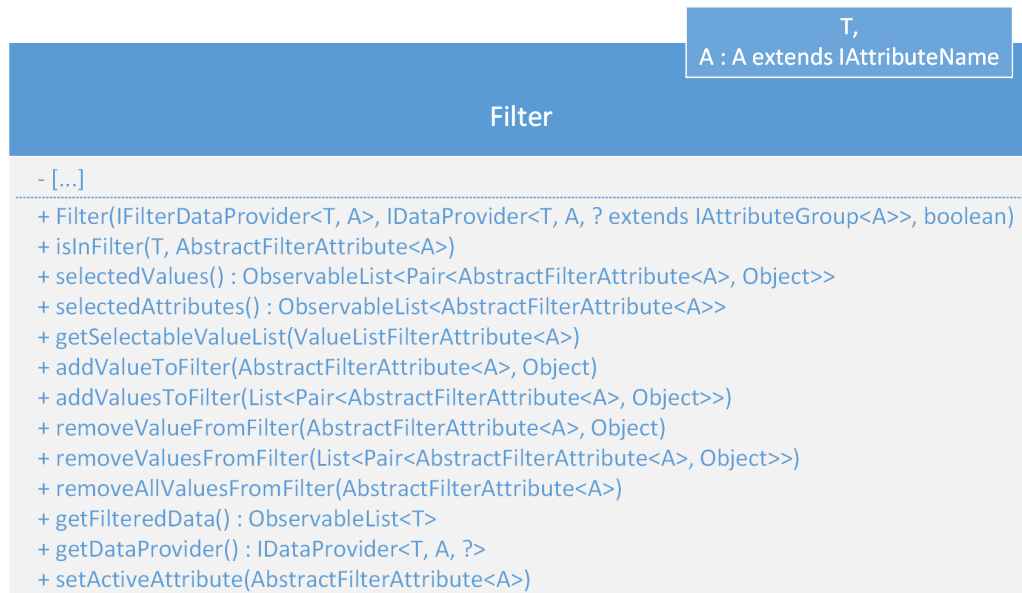 T,
A : A extends IAttributeName
Filter
- [...]
+ Filter(IFilterDataProvider<T, A>, IDataProvider<T, A, ? extends IAttributeGroup<A>>, boolean)
+ isInFilter(T, AbstractFilterAttribute<A>)
+ selectedValues() : ObservableList<Pair<AbstractFilterAttribute<A>, Object>>
+ selectedAttributes() : ObservableList<AbstractFilterAttribute<A>>
+ getSelectableValueList(ValueListFilterAttribute<A>)
+ addValueToFilter(AbstractFilterAttribute<A>, Object)
+ addValuesToFilter(List<Pair<AbstractFilterAttribute<A>, Object>>)
+ removeValueFromFilter(AbstractFilterAttribute<A>, Object)
+ removeValuesFromFilter(List<Pair<AbstractFilterAttribute<A>, Object>>)
+ removeAllValuesFromFilter(AbstractFilterAttribute<A>)
+ getFilteredData() : ObservableList<T>
+ getDataProvider() : IDataProvider<T, A, ?>
+ setActiveAttribute(AbstractFilterAttribute<A>)